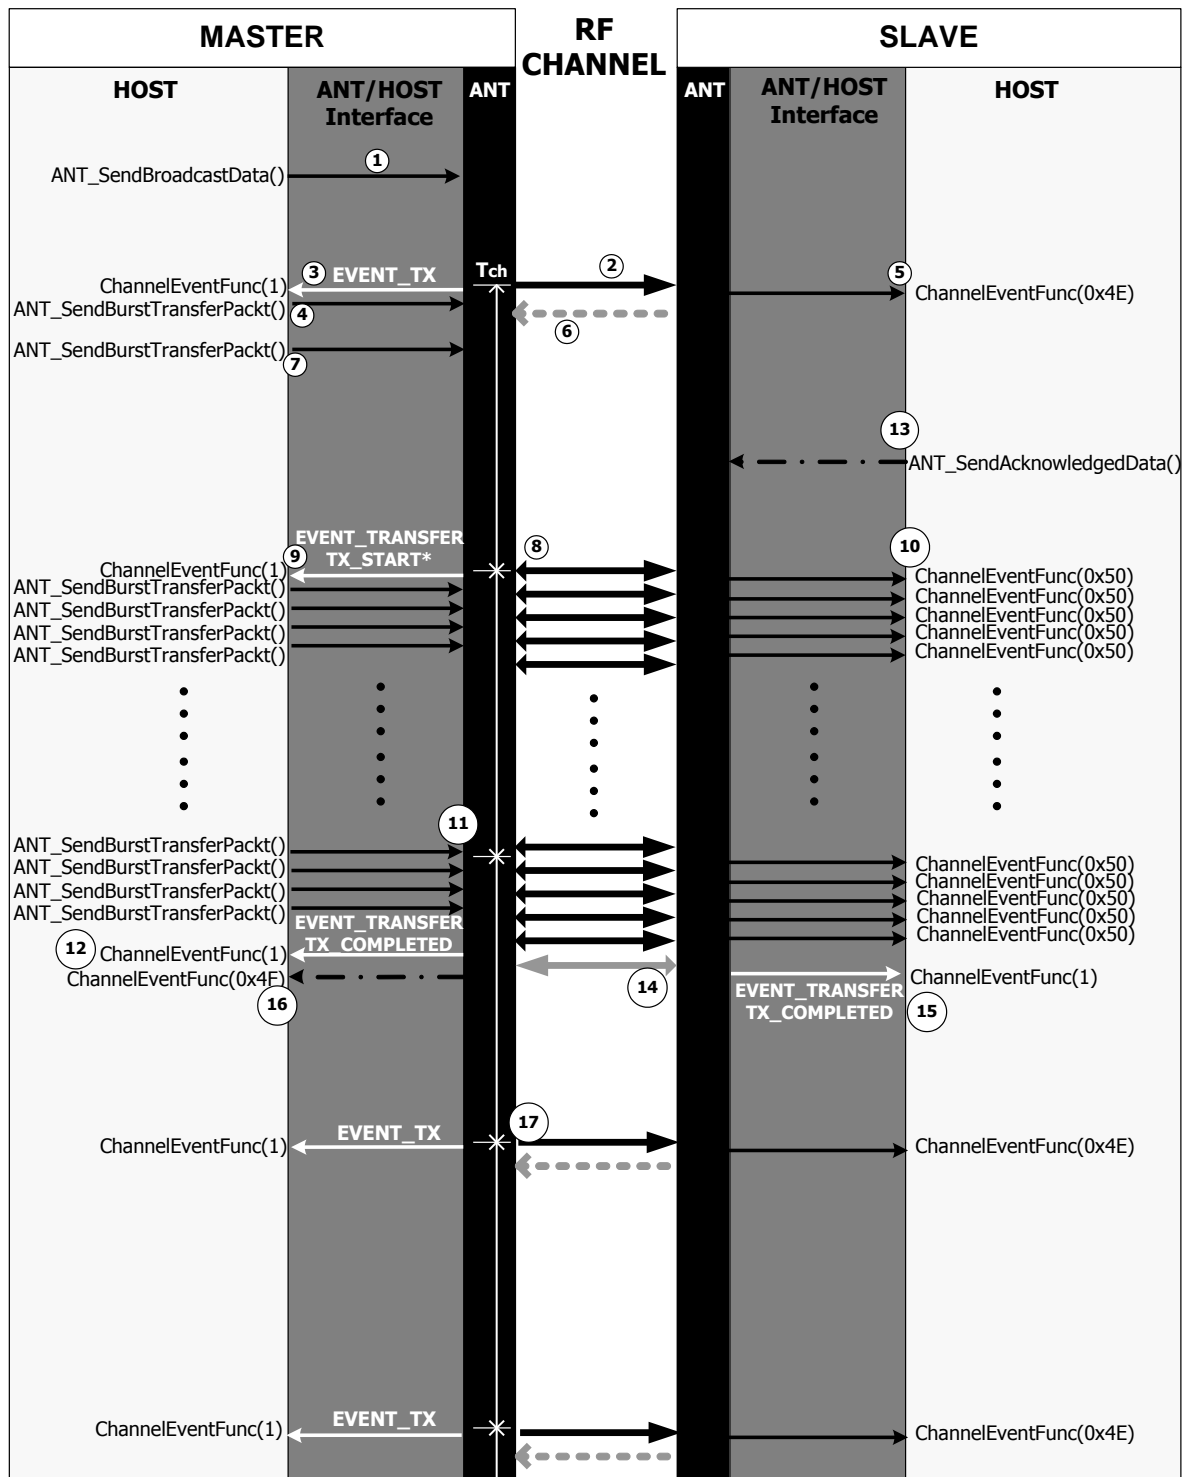 MASTER
RF
CHANNEL
SLAVE
HOST
ANT/HOST
Interface
ANT
ANT
ANT/HOST
Interface
HOST
1
ANT_SendBroadcastData()
Tch
2
3
EVENT_TX
5
ChannelEventFunc(1)
ChannelEventFunc(0x4E)
ANT_SendBurstTransferPackt()
4
6
ANT_SendBurstTransferPackt()
7
13
ANT_SendAcknowledgedData()
EVENT_TRANSFER
TX_START*
8
10
9
ChannelEventFunc(1)
ChannelEventFunc(0x50)
ANT_SendBurstTransferPackt()
ChannelEventFunc(0x50)
ANT_SendBurstTransferPackt()
ChannelEventFunc(0x50)
ANT_SendBurstTransferPackt()
ChannelEventFunc(0x50)
ANT_SendBurstTransferPackt()
ChannelEventFunc(0x50)
11
ANT_SendBurstTransferPackt()
ChannelEventFunc(0x50)
ANT_SendBurstTransferPackt()
ChannelEventFunc(0x50)
ANT_SendBurstTransferPackt()
ChannelEventFunc(0x50)
ANT_SendBurstTransferPackt()
ChannelEventFunc(0x50)
EVENT_TRANSFER
TX_COMPLETED
ChannelEventFunc(0x50)
12
ChannelEventFunc(1)
ChannelEventFunc(0x4F)
16
14
ChannelEventFunc(1)
EVENT_TRANSFER
TX_COMPLETED
15
17
EVENT_TX
ChannelEventFunc(1)
ChannelEventFunc(0x4E)
EVENT_TX
ChannelEventFunc(1)
ChannelEventFunc(0x4E)